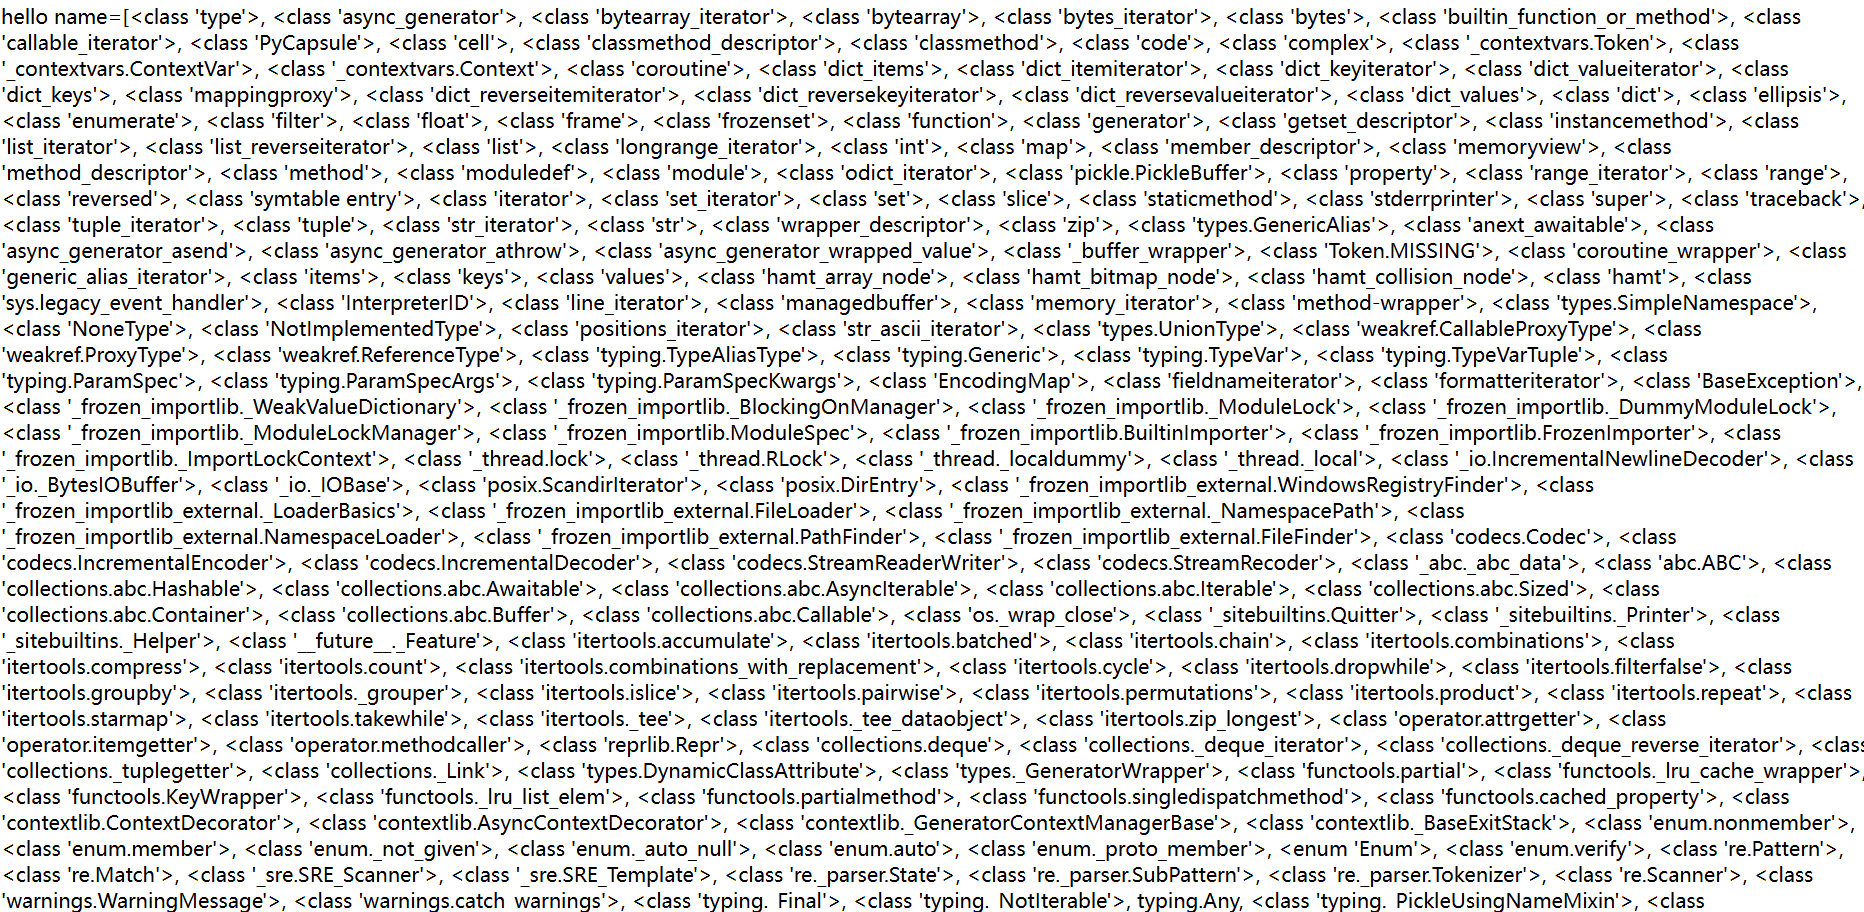 hello name=[<class 'type'>, <class 'async_generator'>, <class 'bytearray_iterator'>, <class 'bytearray'>, <class 'bytes_iterator'>, <class 'bytes'>, <class 'builtin_function_or_method'>, <class
'callable_iterator'>, <class 'PyCapsule'>, <class 'cell'>, <class 'classmethod_descriptor'>, <class 'classmethod'>, <class 'code'>, <class 'complex'>, <class '_contextvars.Token'>, <class
'_contextvars.ContextVar'>, <class '_contextvars.Context'>, <class 'coroutine'>, <class 'dict_items'>, <class 'dict_itemiterator'>, <class 'dict_keyiterator'>, <class 'dict_valueiterator'>, <class
'dict_keys'>, <class 'mappingproxy'>, <class 'dict_reverseitemiterator'>, <class 'dict_reversekeyiterator'>, <class 'dict_reversevalueiterator'>, <class 'dict_values'>, <class 'dict'>, <class 'ellipsis'>,
<class 'enumerate'>, <class 'filter'>, <class 'float'>, <class 'frame'>, <class 'frozenset'>, <class 'function'>, <class 'generator'>, <class 'getset_descriptor'>, <class 'instancemethod'>, <class
'list_iterator'>, <class 'list_reverseiterator'>, <class 'list'>, <class 'longrange_iterator'>, <class 'int'>, <class 'map'>, <class 'member_descriptor'>, <class 'memoryview'>, <class
'method_descriptor'>, <class 'method'>, <class 'moduledef'>, <class 'module'>, <class 'odict_iterator'>, <class 'pickle.PickleBuffer'>, <class 'property'>, <class 'range_iterator'>, <class 'range'>,
<class 'reversed'>, <class 'symtable entry'>, <class 'iterator'>, <class 'set_iterator'>, <class 'set'>, <class 'slice'>, <class 'staticmethod'>, <class 'stderrprinter'>, <class 'super'>, <class 'traceback'>,
<class 'tuple_iterator'>, <class 'tuple'>, <class 'str_iterator'>, <class 'str'>, <class 'wrapper_descriptor'>, <class 'zip'>, <class 'types.GenericAlias'>, <class 'anext_awaitable'>, <class
'async_generator_asend'>, <class 'async_generator_athrow'>, <class 'async_generator_wrapped_value'>, <class '_buffer_wrapper'>, <class 'Token.MISSING'>, <class 'coroutine_wrapper'>, <class
'generic_alias_iterator'>, <class 'items'>, <class 'keys'>, <class 'values'>, <class 'hamt_array_node'>, <class 'hamt_bitmap_node'>, <class 'hamt_collision_node'>, <class 'hamt'>, <class
'sys.legacy_event_handler'>, <class 'InterpreterID'>, <class 'line_iterator'>, <class 'managedbuffer'>, <class 'memory_iterator'>, <class 'method-wrapper'>, <class 'types.SimpleNamespace'>,
<class 'NoneType'>, <class 'NotImplementedType'>, <class 'positions_iterator'>, <class 'str_ascii_iterator'>, <class 'types.UnionType'>, <class 'weakref.CallableProxyType'>, <class
'weakref.ProxyType'>, <class 'weakref.ReferenceType'>, <class 'typing.TypeAliasType'>, <class 'typing.Generic'>, <class 'typing.TypeVar'>, <class 'typing.TypeVarTuple'>, <class
'typing.ParamSpec'>, <class 'typing.ParamSpecArgs'>, <class 'typing.ParamSpecKwargs'>, <class 'EncodingMap'>, <class 'fieldnameiterator'>, <class 'formatteriterator'>, <class 'BaseException'>,
<class '_frozen_importlib._WeakValueDictionary'>, <class '_frozen_importlib._BlockingOnManager'>, <class '_frozen_importlib._ModuleLock'>, <class '_frozen_importlib._DummyModuleLock'>,
<class '_frozen_importlib._ModuleLockManager'>, <class '_frozen_importlib.ModuleSpec'>, <class '_frozen_importlib.BuiltinImporter'>, <class '_frozen_importlib.FrozenImporter'>, <class
'_frozen_importlib._ImportLockContext'>, <class '_thread.lock'>, <class '_thread.RLock'>, <class '_thread._localdummy'>, <class '_thread._local'>, <class '_io.IncrementalNewlineDecoder'>, <class
'_io._BytesIOBuffer'>, <class '_io._IOBase'>, <class 'posix.ScandirIterator'>, <class 'posix.DirEntry'>, <class '_frozen_importlib_external.WindowsRegistryFinder'>, <class
'_frozen_importlib_external._LoaderBasics'>, <class '_frozen_importlib_external.FileLoader'>, <class '_frozen_importlib_external._NamespacePath'>, <class
'_frozen_importlib_external.NamespaceLoader'>, <class '_frozen_importlib_external.PathFinder'>, <class '_frozen_importlib_external.FileFinder'>, <class 'codecs.Codec'>, <class
'codecs.IncrementalEncoder'>, <class 'codecs.IncrementalDecoder'>, <class 'codecs.StreamReaderWriter'>, <class 'codecs.StreamRecoder'>, <class '_abc._abc_data'>, <class 'abc.ABC'>, <class
'collections.abc.Hashable'>, <class 'collections.abc.Awaitable'>, <class 'collections.abc.AsyncIterable'>, <class 'collections.abc.Iterable'>, <class 'collections.abc.Sized'>, <class
'collections.abc.Container'>, <class 'collections.abc.Buffer'>, <class 'collections.abc.Callable'>, <class 'os._wrap_close'>, <class '_sitebuiltins.Quitter'>, <class '_sitebuiltins._Printer'>, <class
'_sitebuiltins._Helper'>, <class '__future__._Feature'>, <class 'itertools.accumulate'>, <class 'itertools.batched'>, <class 'itertools.chain'>, <class 'itertools.combinations'>, <class
'itertools.compress'>, <class 'itertools.count'>, <class 'itertools.combinations_with_replacement'>, <class 'itertools.cycle'>, <class 'itertools.dropwhile'>, <class 'itertools.filterfalse'>, <class
'itertools.groupby'>, <class 'itertools._grouper'>, <class 'itertools.islice'>, <class 'itertools.pairwise'>, <class 'itertools.permutations'>, <class 'itertools.product'>, <class 'itertools.repeat'>, <class
'itertools.starmap'>, <class 'itertools.takewhile'>, <class 'itertools._tee'>, <class 'itertools._tee_dataobject'>, <class 'itertools.zip_longest'>, <class 'operator.attrgetter'>, <class
'operator.itemgetter'>, <class 'operator.methodcaller'>, <class 'reprlib.Repr'>, <class 'collections.deque'>, <class 'collections._deque_iterator'>, <class 'collections._deque_reverse_iterator'>, <class
'collections._tuplegetter'>, <class 'collections._Link'>, <class 'types.DynamicClassAttribute'>, <class 'types._GeneratorWrapper'>, <class 'functools.partial'>, <class 'functools._lru_cache_wrapper'>,
<class 'functools.KeyWrapper'>, <class 'functools._lru_list_elem'>, <class 'functools.partialmethod'>, <class 'functools.singledispatchmethod'>, <class 'functools.cached_property'>, <class
'contextlib.ContextDecorator'>, <class 'contextlib.AsyncContextDecorator'>, <class 'contextlib._GeneratorContextManagerBase'>, <class 'contextlib._BaseExitStack'>, <class 'enum.nonmember'>,
<class 'enum.member'>, <class 'enum._not_given'>, <class 'enum._auto_null'>, <class 'enum.auto'>, <class 'enum._proto_member'>, <enum 'Enum'>, <class 'enum.verify'>, <class 're.Pattern'>,
<class 're.Match'>, <class '_sre.SRE_Scanner'>, <class '_sre.SRE_Template'>, <class 're._parser.State'>, <class 're._parser.SubPattern'>, <class 're._parser.Tokenizer'>, <class 're.Scanner'>, <class
'warnings.WarningMessage'>, <class 'warnings.catch_warnings'>, <class 'typing._Final'>, <class 'typing._NotIterable'>, typing.Any, <class 'typing._PickleUsingNameMixin'>, <class